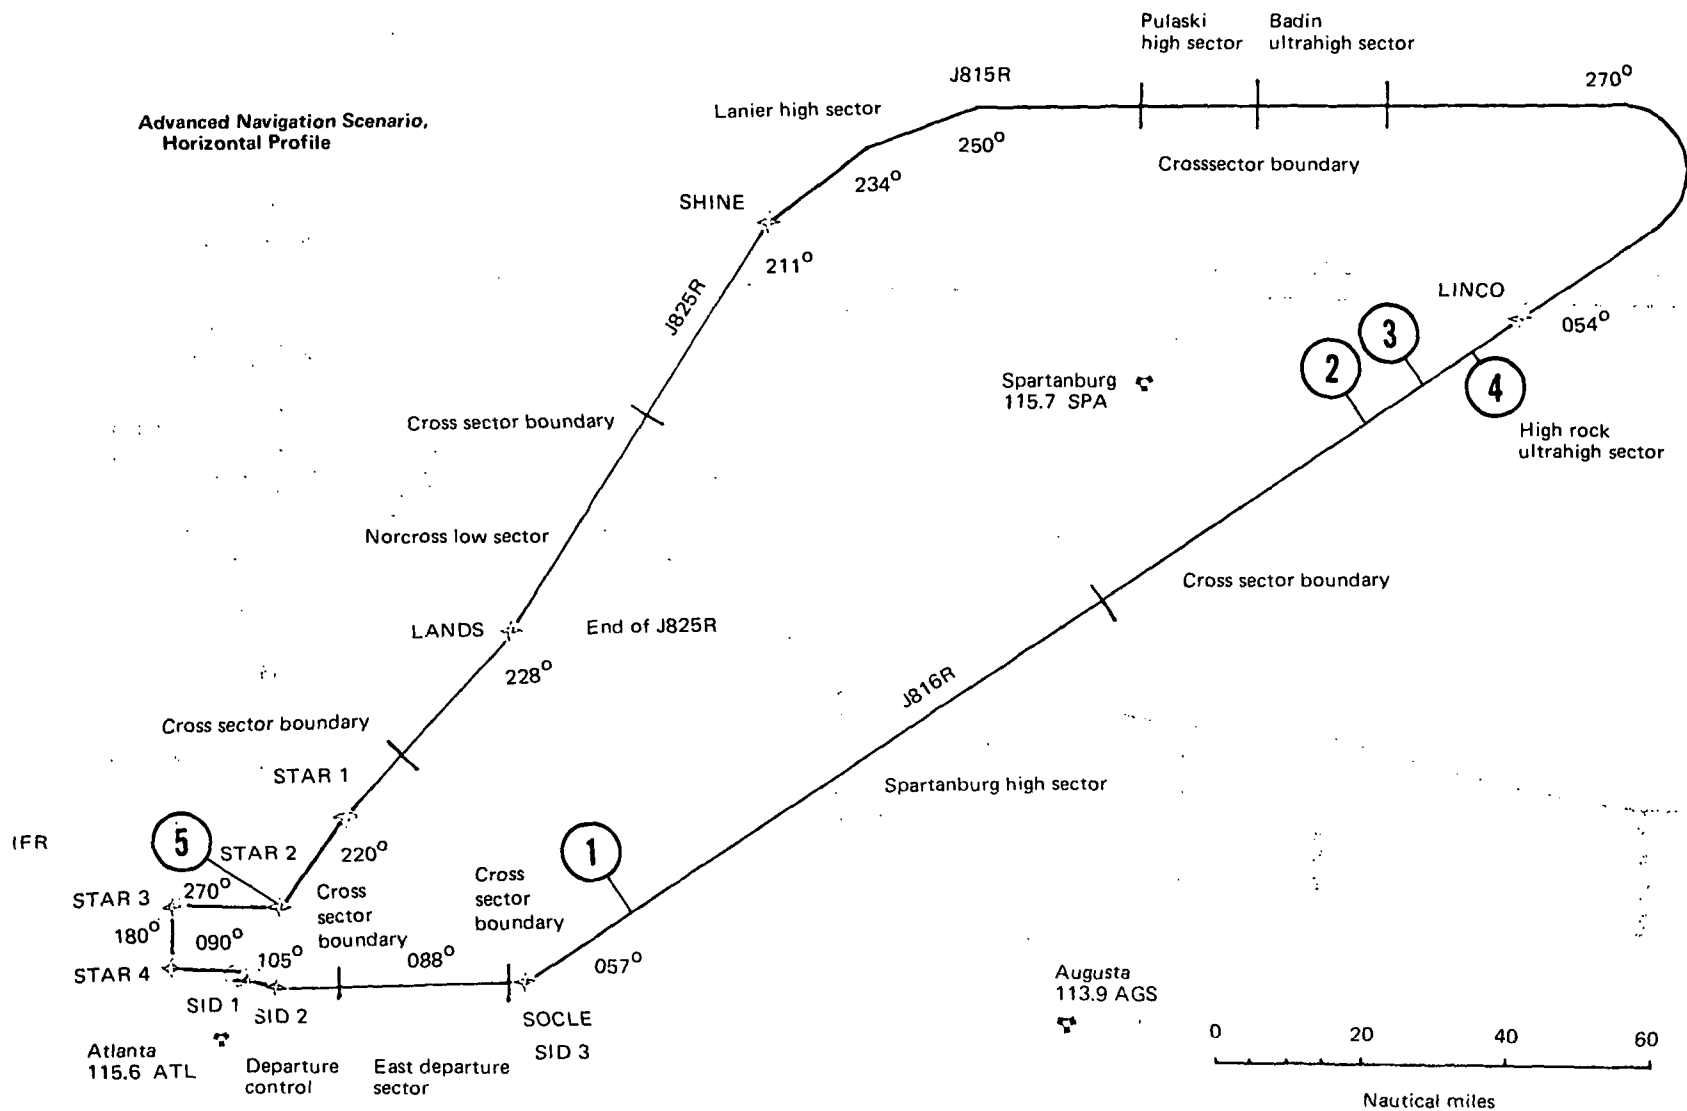 Pulaski
high sector
Badin
ultrahigh sector
J815R
270°
Lanier high sector
Advanced Navigation Scenario,
Horizontal Profile
250°
Crosssector boundary
234°
SHINE
211°
J825R
LINCO
054°
3
2
4
Spartanburg
115.7 SPA
Cross sector boundary
High rock
ultrahigh sector
Norcross low sector
Cross sector boundary
LANDS
End of J825R
228°
J816R
Cross sector boundary
STAR 1
Spartanburg high sector
IFR
5
STAR 2
220°
1
STAR 3
270°
Cross
sector
boundary
Cross
sector
boundary
180°
090°
105°
088°
057°
STAR 4
SID 1
SID 2
SOCLE
SID 3
Augusta
113.9 AGS
Atlanta
115.6 ATL
Departure
control
East departure
sector
0 20 40 60
Nautical miles